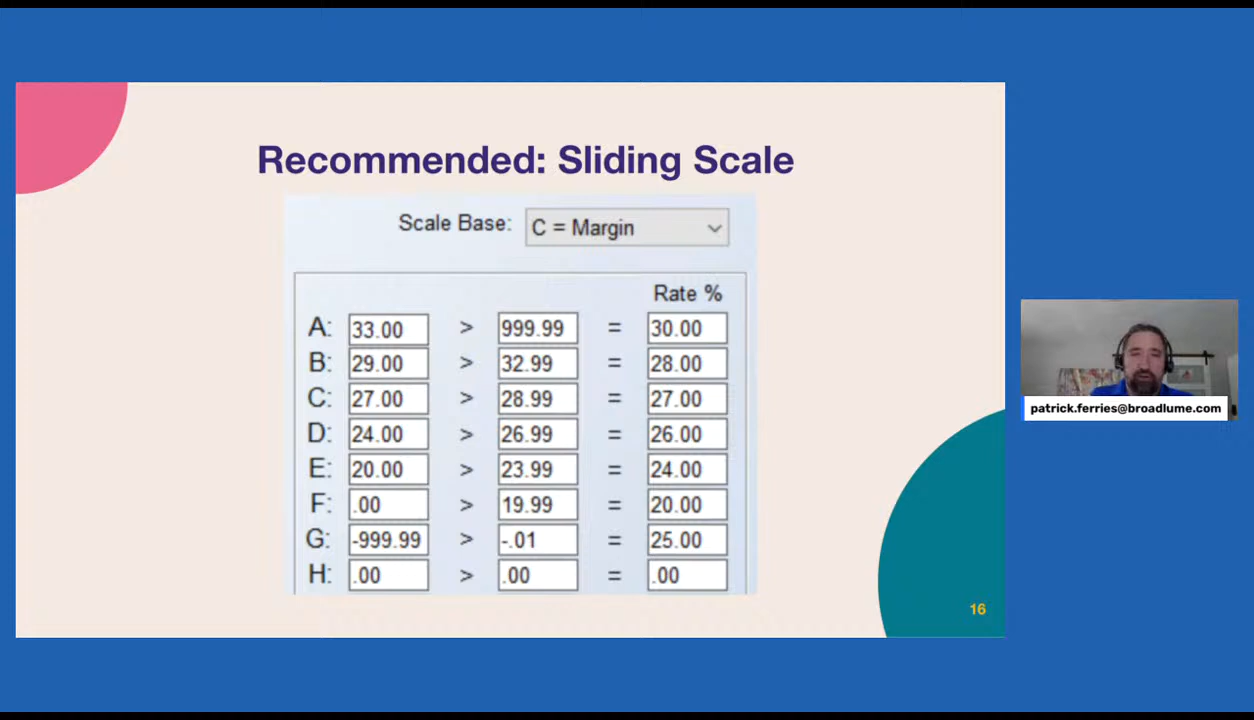 Recommended: Sliding Scale
Scale Base: C = Margin
Rate %
A: 33.00 > 999.99 = 30.00
B: 29.00 > 32.99 = 28.00
C: 27.00 > 28.99 = 27.00
D: 24.00 > 26.99 = 26.00
E: 20.00 > 23.99 = 24.00
F: .00 > 19.99 = 20.00
G: -999.99 > -.01 = 25.00
H: .00 > .00 = .00
16
patrick.ferries@broadlume.com